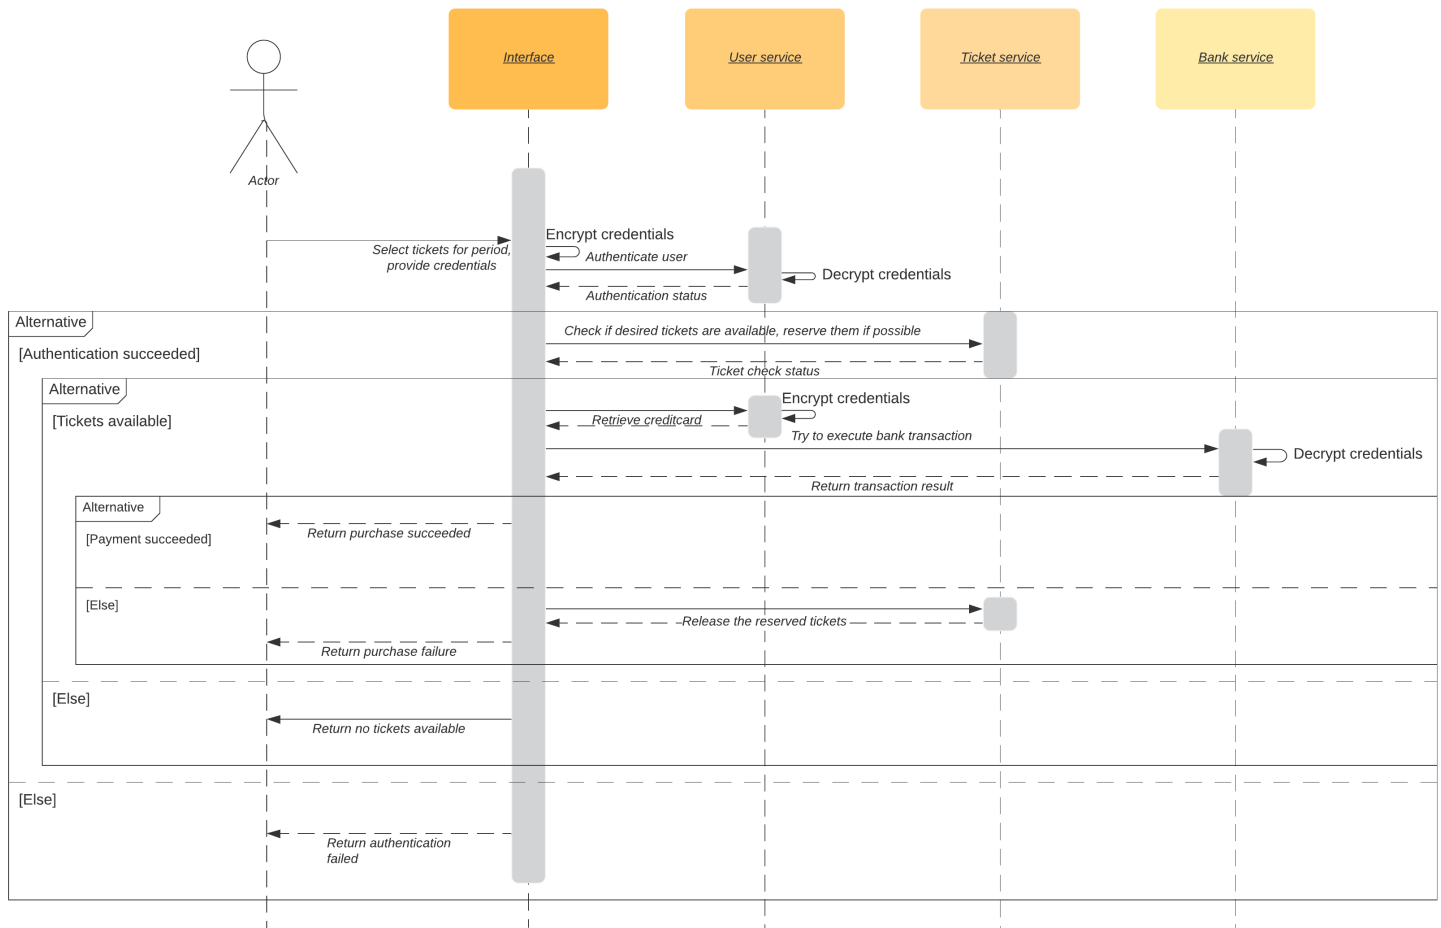 Interface
User service
Ticket service
Bank service
Actor
Select tickets for period,
provide credentials
Encrypt credentials
Authenticate user
Decrypt credentials
Authentication status
Alternative
[Authentication succeeded]
Check if desired tickets are available, reserve them if possible
Ticket check status
Alternative
[Tickets available]
Encrypt credentials
Retrieve creditcard
Try to execute bank transaction
Decrypt credentials
Return transaction result
Alternative
[Payment succeeded]
Return purchase succeeded
[Else]
Release the reserved tickets
Return purchase failure
[Else]
Return no tickets available
[Else]
Return authentication
failed